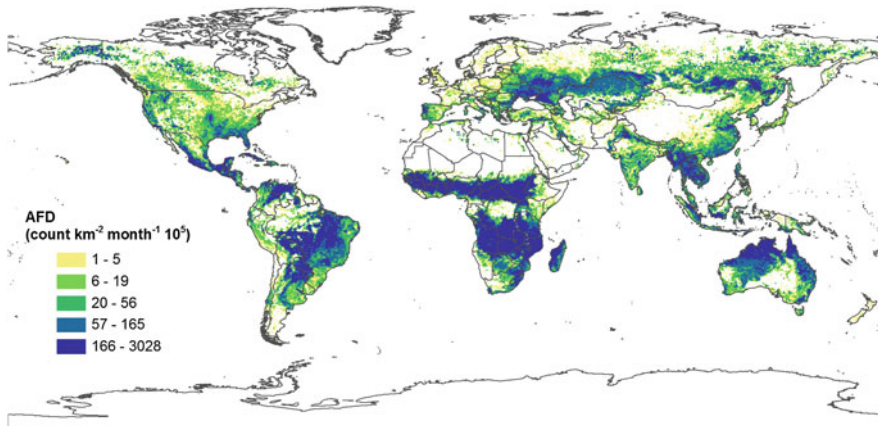 AFD
(count km⁻² month⁻¹ 10⁵)
1 - 5
6 - 19
20 - 56
57 - 165
166 - 3028